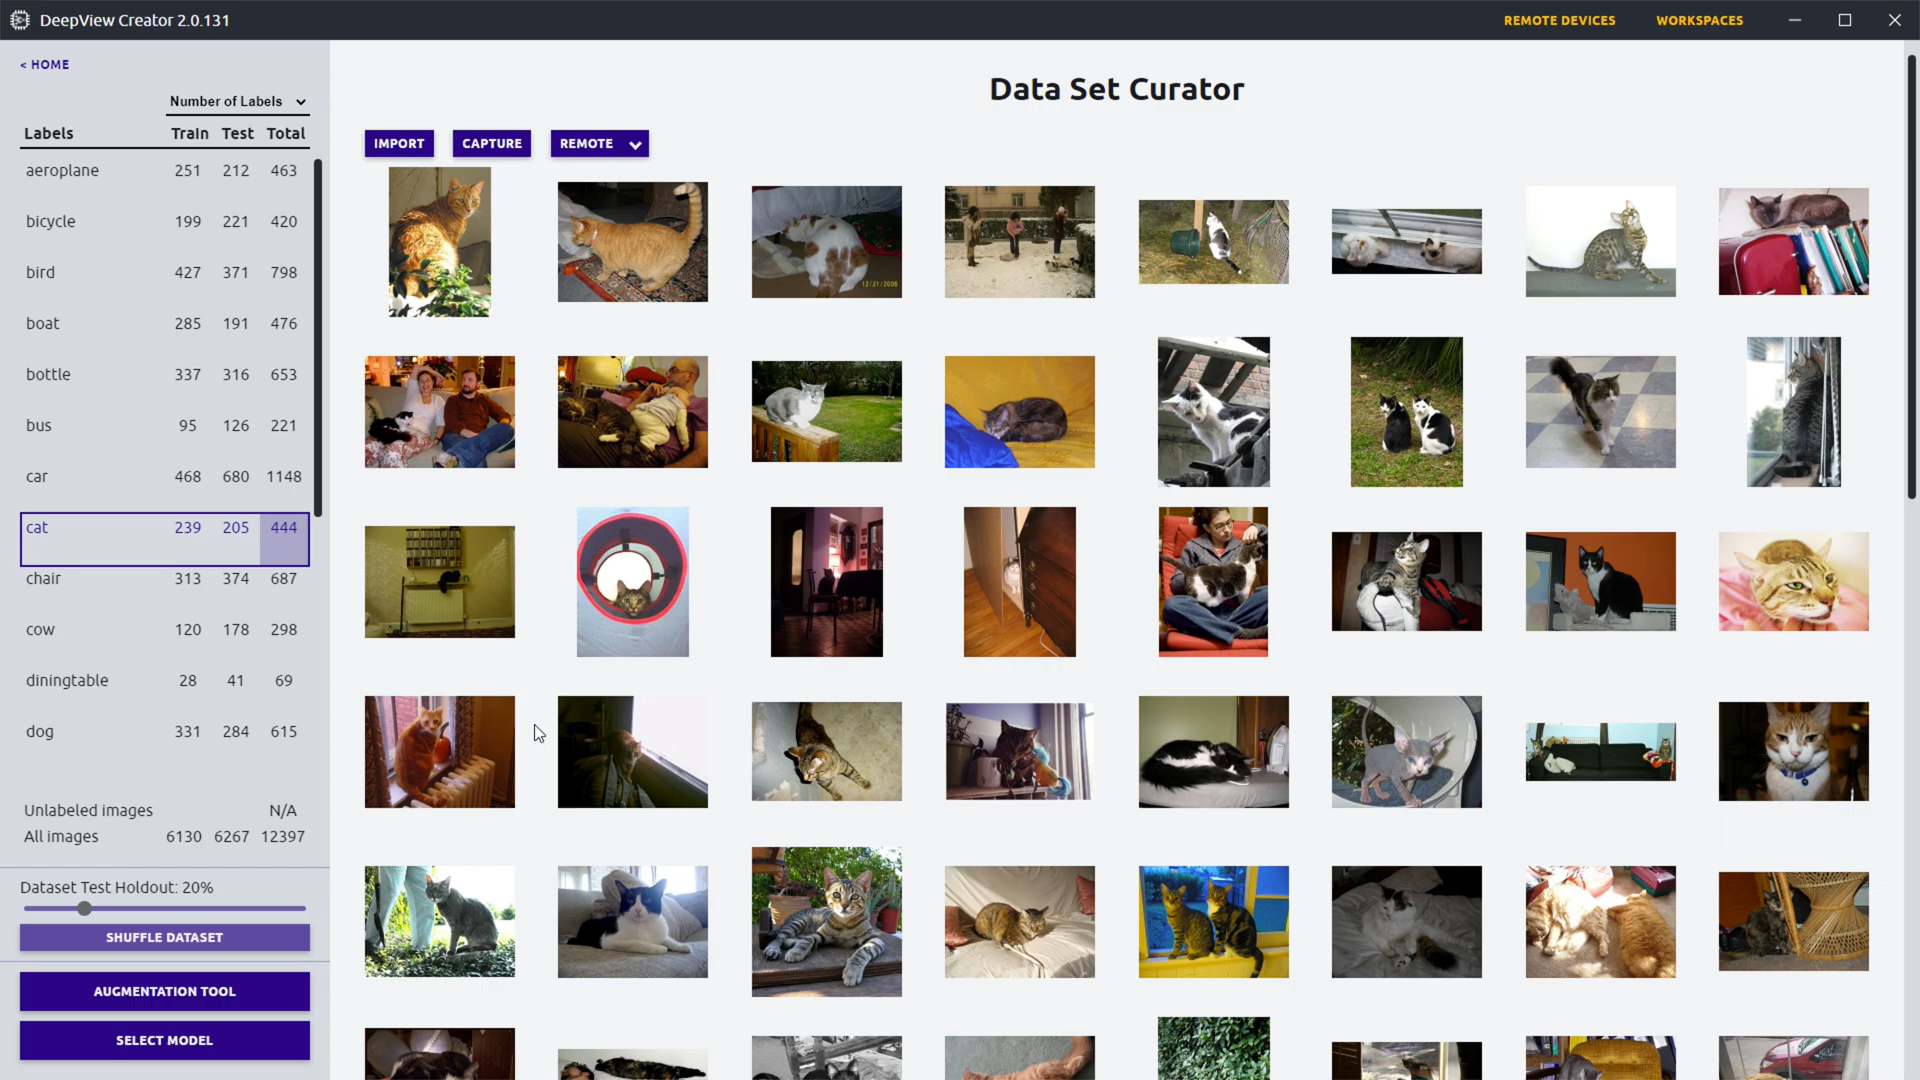 DeepView Creator 2.0.131
REMOTE DEVICES WORKSPACES
< HOME
Data Set Curator
Number of Labels
Labels Train Test Total
IMPORT CAPTURE REMOTE
aeroplane 251 212 463
bicycle 199 221 420
bird 427 371 798
boat 285 191 476
bottle 337 316 653
bus 95 126 221
car 468 680 1148
cat 239 205 444
chair 313 374 687
cow 120 178 298
diningtable 28 41 69
dog 331 284 615
Unlabeled images N/A
All images 6130 6267 12397
Dataset Test Holdout: 20%
SHUFFLE DATASET
AUGMENTATION TOOL
SELECT MODEL
12/21/2006